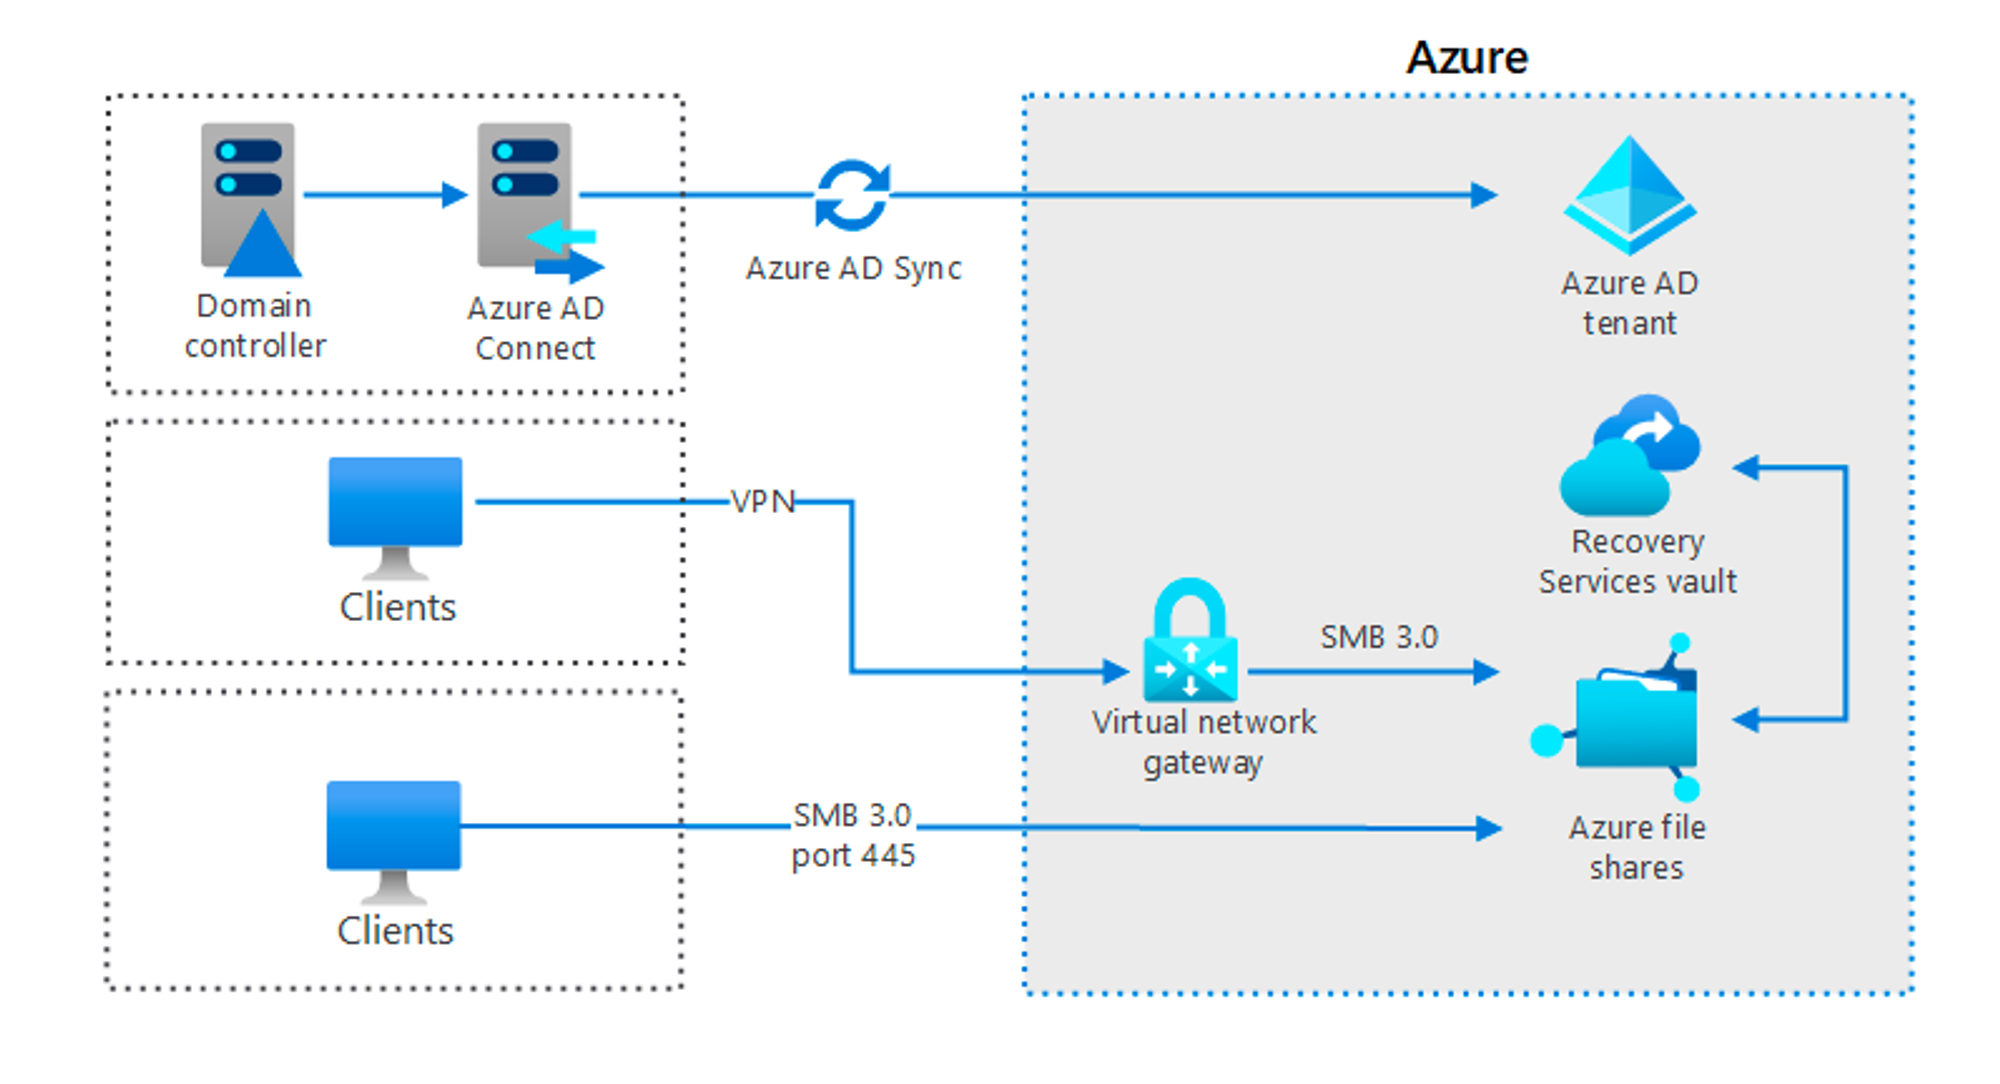 Azure
Domain
controller
Azure AD
Connect
Azure AD Sync
Azure AD
tenant
Clients
VPN
Recovery
Services vault
Virtual network
gateway
SMB 3.0
Clients
SMB 3.0
port 445
Azure file
shares